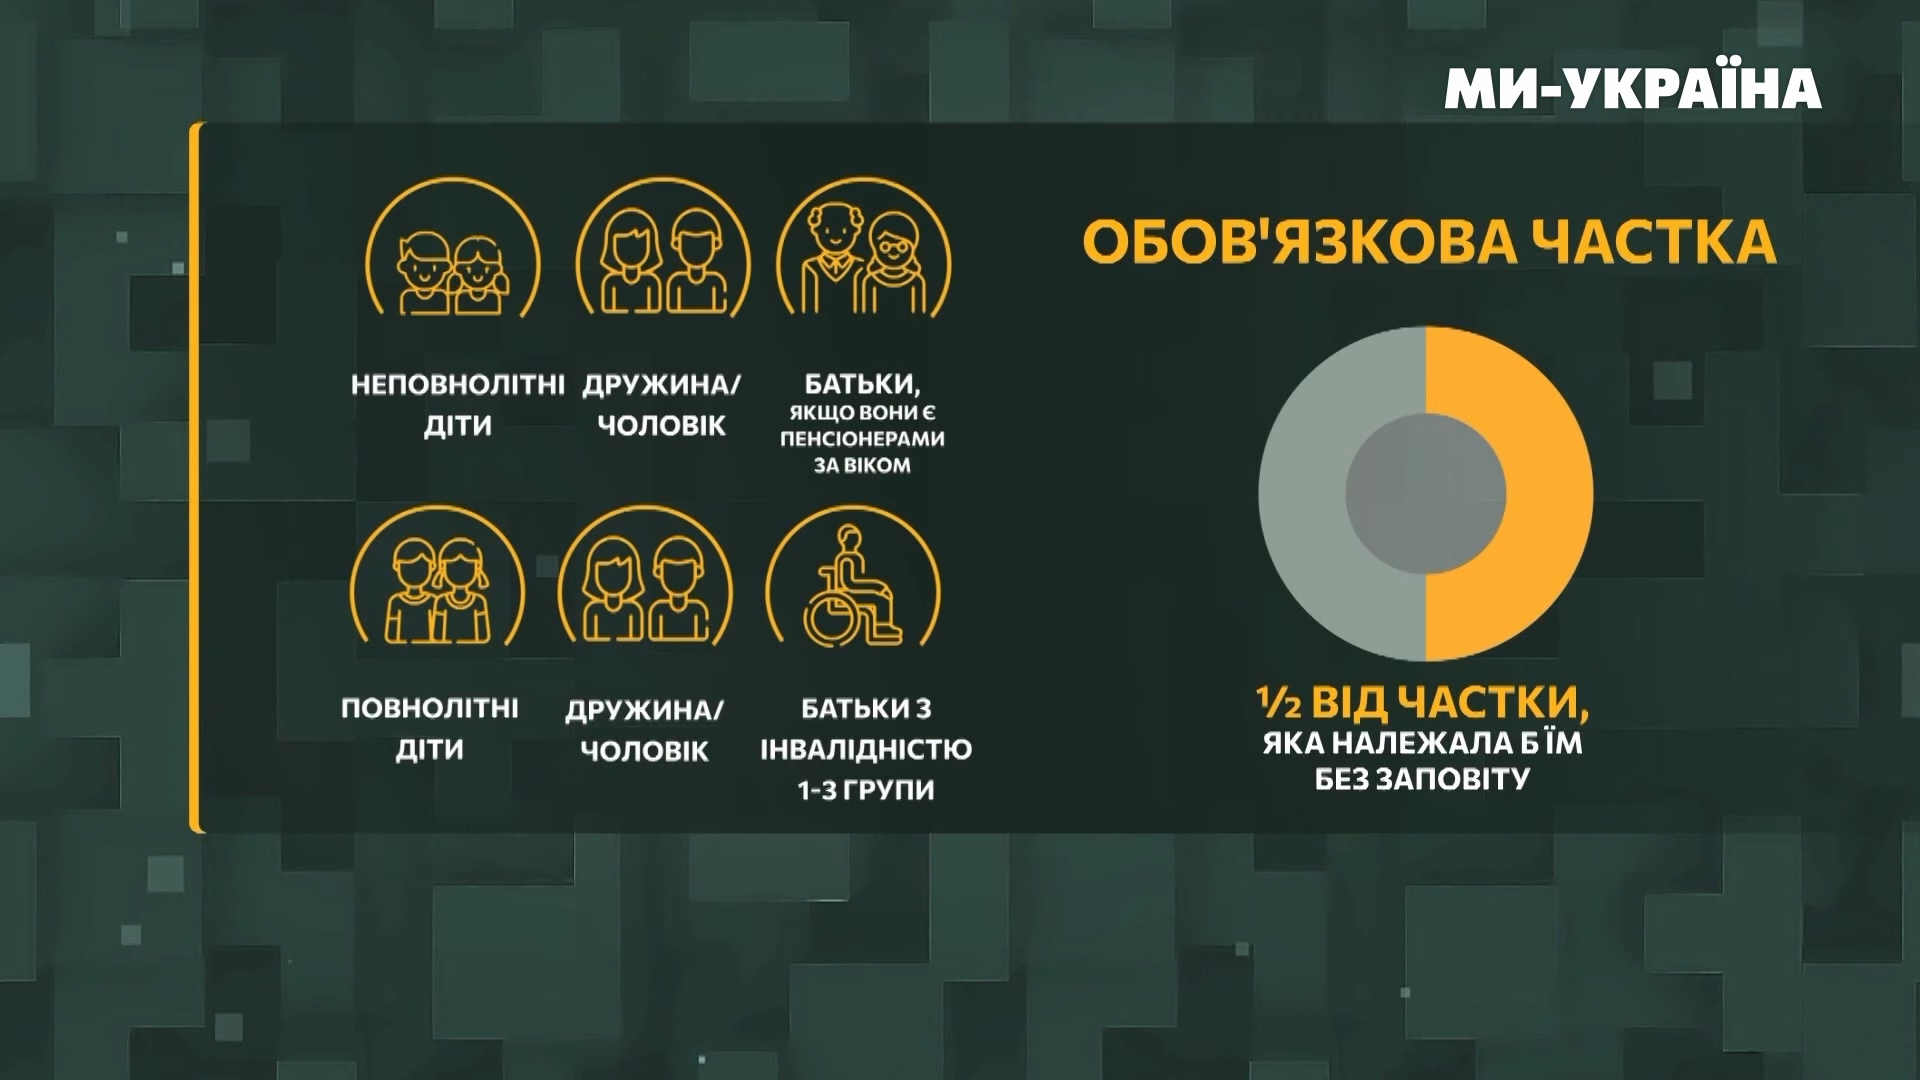 МИ-УКРАЇНА
ОБОВ'ЯЗКОВА ЧАСТКА
НЕПОВНОЛІТНІ
ДІТИ
ДРУЖИНА/
ЧОЛОВІК
БАТЬКИ,
ЯКЩО ВОНИ Є
ПЕНСІОНЕРАМИ
ЗА ВІКОМ
ПОВНОЛІТНІ
ДІТИ
ДРУЖИНА/
ЧОЛОВІК
БАТЬКИ З
ІНВАЛІДНІСТЮ
1-3 ГРУПИ
½ ВІД ЧАСТКИ,
ЯКА НАЛЕЖАЛА Б ЇМ
БЕЗ ЗАПОВІТУ